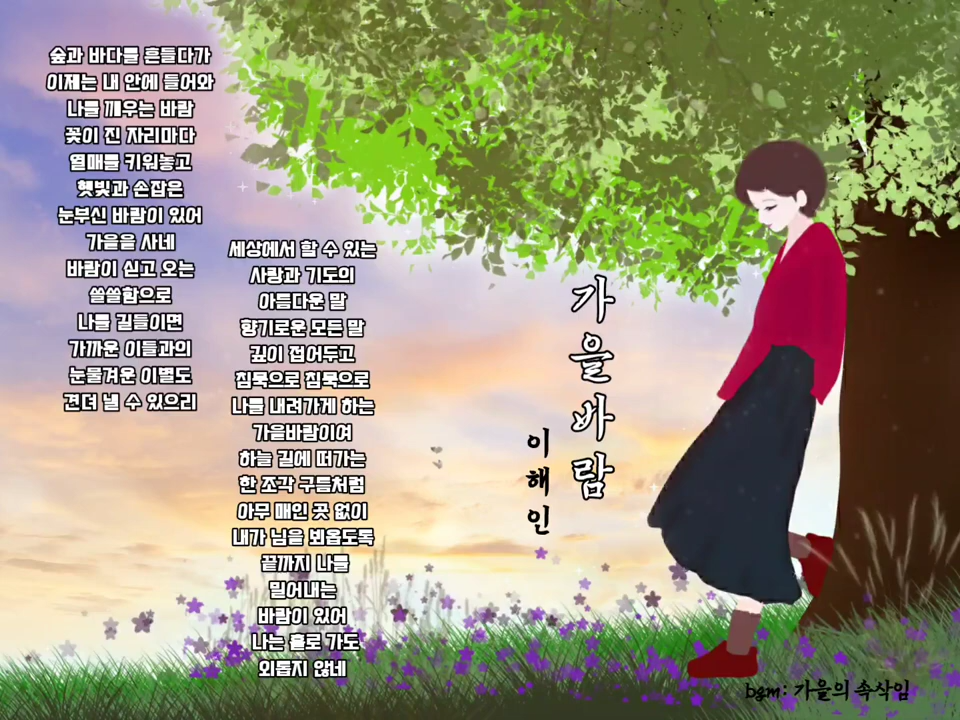 가을바람
이해인
숲과 바다를 흔들다가
이제는 내 안에 들어와
나를 깨우는 바람
꽃이 진 자리마다
열매를 키워놓고
햇빛과 손잡은
눈부신 바람이 있어
가을을 사네
바람이 싣고 오는
쓸쓸함으로
나를 길들이면
가까운 이들과의
눈물겨운 이별도
견뎌 낼 수 있으리
세상에서 할 수 있는
사랑과 기도의
아름다운 말
향기로운 모든 말
깊이 접어두고
침묵으로 침묵으로
나를 내려가게 하는
가을바람이여
하늘 길에 떠가는
한 조각 구름처럼
아무 매인 곳 없이
내가 님을 뵈옵도록
끝까지 나를
밀어내는
바람이 있어
나는 홀로 가도
외롭지 않네
bgm: 가을의 속삭임